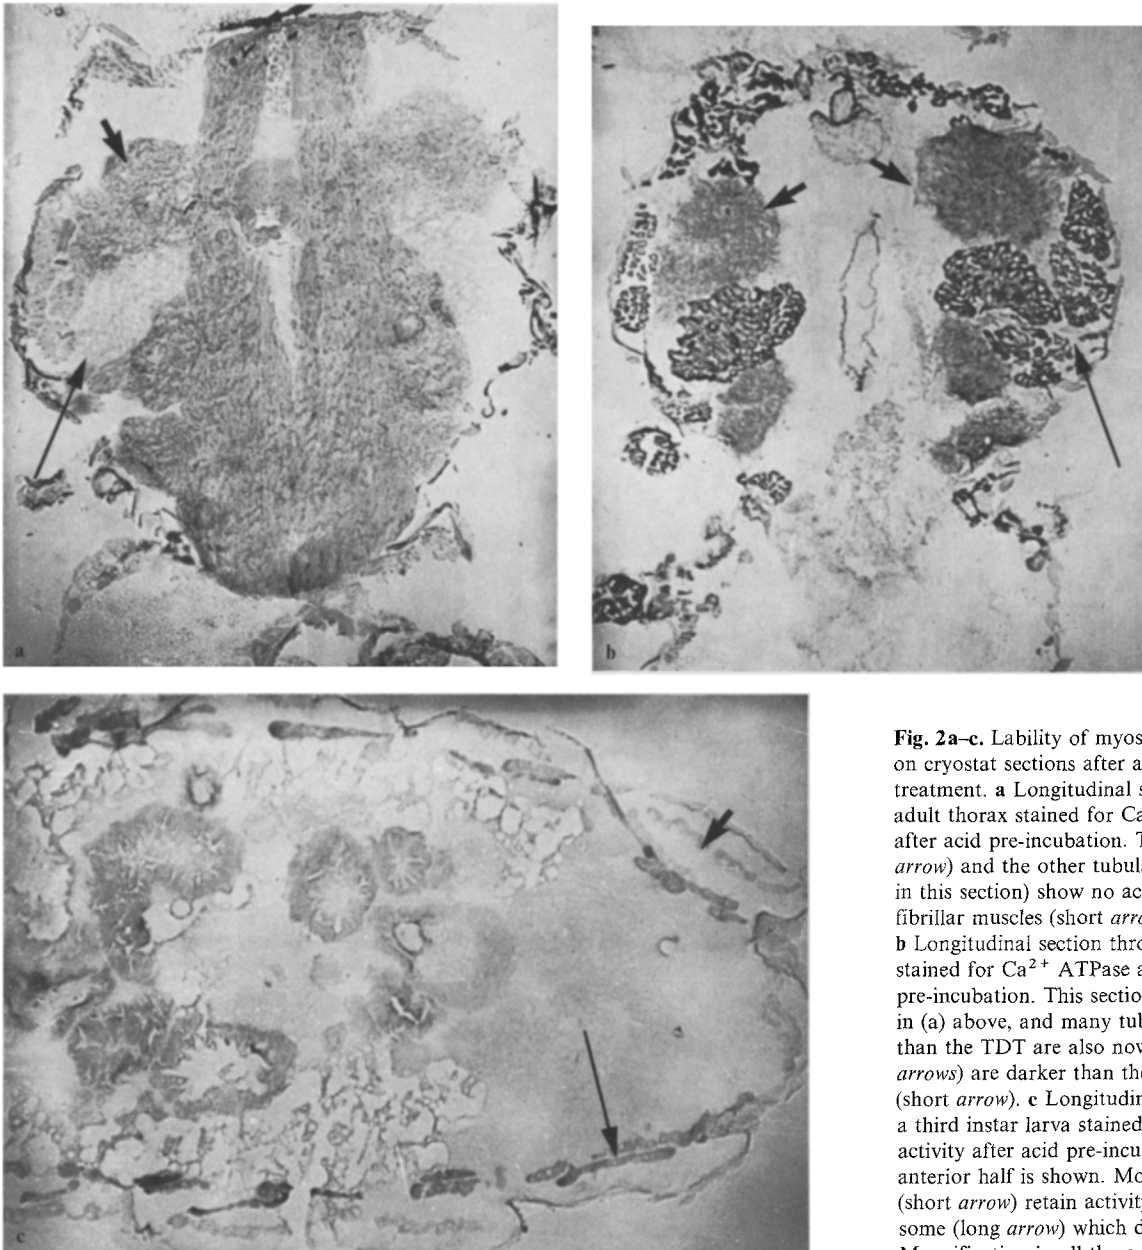 a
b
c
Fig. 2a–c. Lability of myos
on cryostat sections after a
treatment. a Longitudinal s
adult thorax stained for Ca
after acid pre-incubation. T
arrow) and the other tubul
in this section) show no ac
fibrillar muscles (short arro
b Longitudinal section thro
stained for Ca²⁺ ATPase a
pre-incubation. This section
in (a) above, and many tub
than the TDT are also nov
arrows) are darker than the
(short arrow). c Longitudin
a third instar larva stained
activity after acid pre-incu
anterior half is shown. Mo
(short arrow) retain activity
some (long arrow) which d